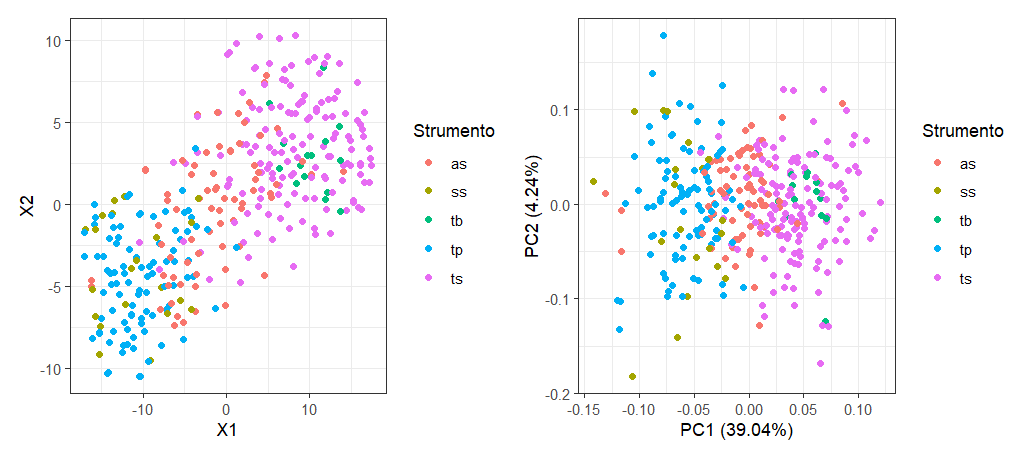 10
5
0
-5
-10
X2
-10
0
10
X1
Strumento
as
ss
tb
tp
ts
0.1
0.0
-0.1
-0.2
PC2 (4.24%)
-0.15
-0.10
-0.05
0.00
0.05
0.10
PC1 (39.04%)
Strumento
as
ss
tb
tp
ts